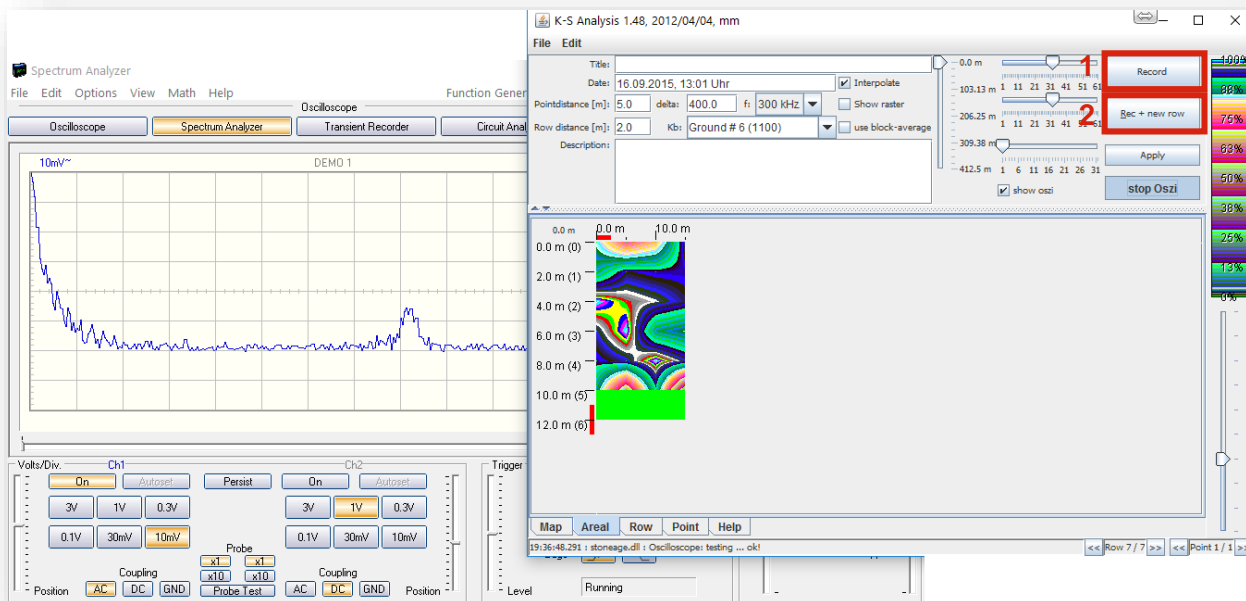 Spectrum Analyzer
File Edit Options View Math Help Function Gener
Oscilloscope
Oscilloscope Spectrum Analyzer Transient Recorder Circuit Anal
10mV~ DEMO 1
Volts/Div. Ch1 Ch2 Trigger
On Autoset Persist On Autoset
3V 1V 0.3V 3V 1V 0.3V
0.1V 30mV 10mV 0.1V 30mV 10mV
Probe
x1 x1
x10 x10
Coupling Coupling
Position AC DC GND Probe Test AC DC GND Position
Level Running
K-S Analysis 1.48, 2012/04/04, mm
File Edit
Title:
Date: 16.09.2015, 13:01 Uhr Interpolate
Pointdistance [m]: 5.0 delta: 400.0 f: 300 kHz Show raster
Row distance [m]: 2.0 Kb: Ground # 6 (1100) use block-average
Description:
0.0 m
103.13 m
206.25 m
309.38 m
412.5 m
1 11 21 31 41 51 61
1 11 21 31 41 51 61
1 6 11 16 21 26 31
show oszi
1 Record
2 Rec + new row
Apply
stop Oszi
100%
88%
75%
63%
50%
38%
25%
13%
0%
0.0 m 0.0 m 10.0 m
0.0 m (0)
2.0 m (1)
4.0 m (2)
6.0 m (3)
8.0 m (4)
10.0 m (5)
12.0 m (6)
Map Areal Row Point Help
19:36:48.291 : stoneage.dll : Oscilloscope: testing ... ok! << Row 7 / 7 >> << Point 1 / 1 >>